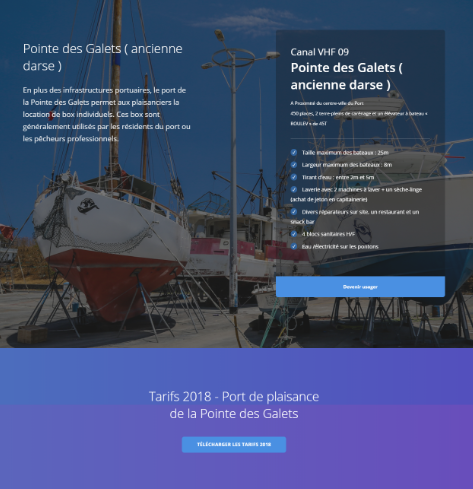 Pointe des Galets ( ancienne
darse )
En plus des infrastructures portuaires, le port de
la Pointe des Galets permet aux plaisanciers la
location de box individuels. Ces box sont
généralement utilisés par les résidents du port ou
les pêcheurs professionnels.
Canal VHF 09
Pointe des Galets (
ancienne darse )
A Proximité du centre-ville du Port
450 places, 2 terre-pleins de carénage et un élévateur à bateau «
ROULEV » de 45T
Taille maximum des bateaux : 25m
Largeur maximum des bateaux : 8m
Tirant d'eau : entre 2m et 5m
Laverie avec 2 machines à laver + un sèche-linge
(achat de jeton en capitainerie)
Divers réparateurs sur site, un restaurant et un
snack bar
4 blocs sanitaires H/F
Eau /électricité sur les pontons
Devenir usager
Tarifs 2018 - Port de plaisance
de la Pointe des Galets
TÉLÉCHARGER LES TARIFS 2018